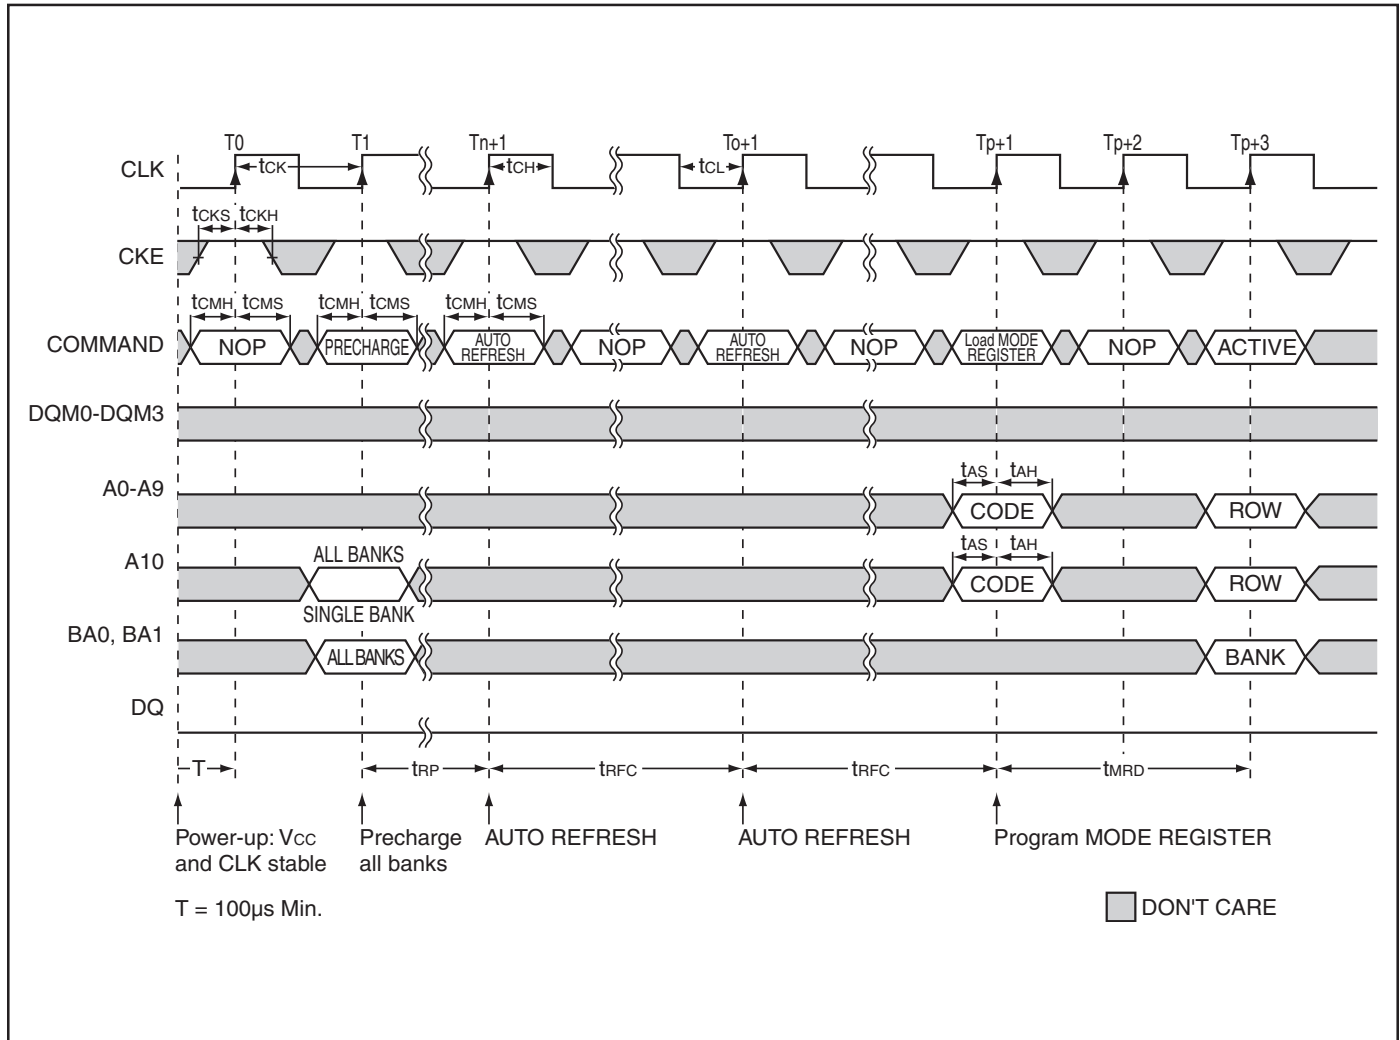 T0 T1 Tn+1 To+1 Tp+1 Tp+2 Tp+3
CLK tCK tCH tCL
tCKS tCKH
CKE
tCMH tCMS tCMH tCMS tCMH tCMS
COMMAND NOP PRECHARGE AUTO REFRESH NOP AUTO REFRESH NOP Load MODE REGISTER NOP ACTIVE
DQM0-DQM3
tAS tAH
A0-A9 CODE ROW
ALL BANKS tAS tAH
A10 CODE ROW
SINGLE BANK
BA0, BA1 ALL BANKS BANK
DQ
T tRP tRFC tRFC tMRD
Power-up: VCC
and CLK stable
Precharge
all banks
AUTO REFRESH
AUTO REFRESH
Program MODE REGISTER
T = 100µs Min.
DON'T CARE